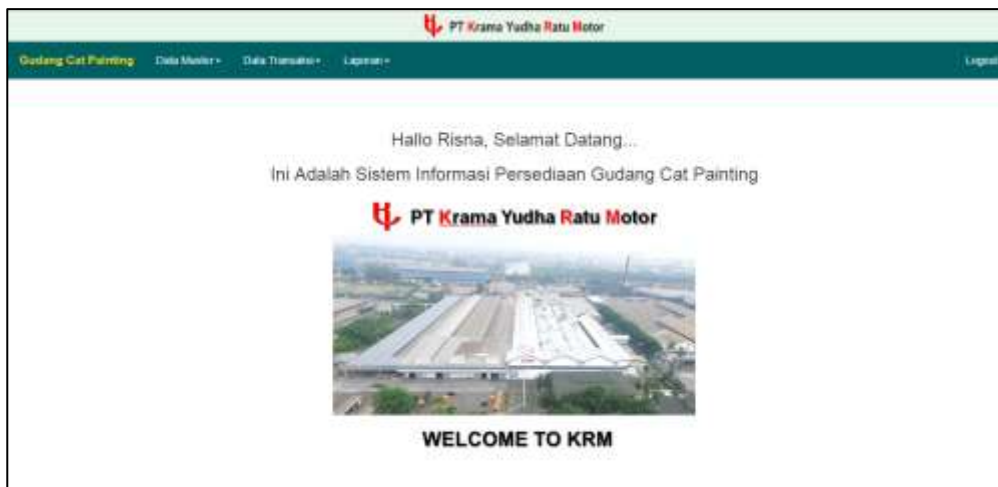 PT Krama Yudha Ratu Motor
Gudang Cat Painting Data Master Data Transaksi Laporan Logout
Hallo Risna, Selamat Datang...
Ini Adalah Sistem Informasi Persediaan Gudang Cat Painting
PT Krama Yudha Ratu Motor
WELCOME TO KRM